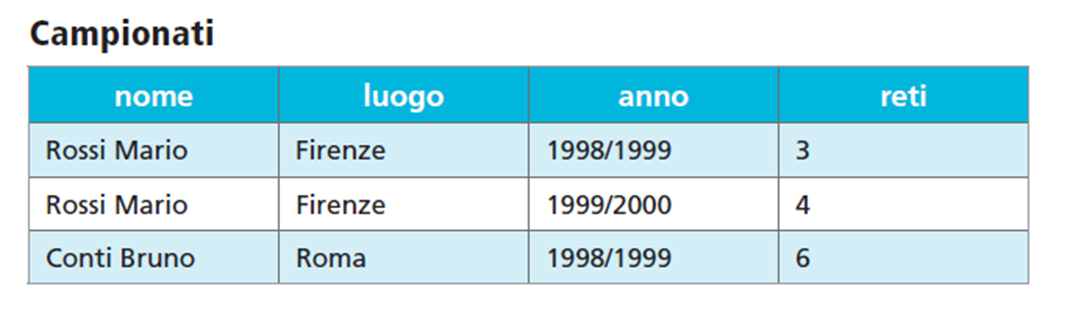 Campionati
nome luogo anno reti
Rossi Mario Firenze 1998/1999 3
Rossi Mario Firenze 1999/2000 4
Conti Bruno Roma 1998/1999 6